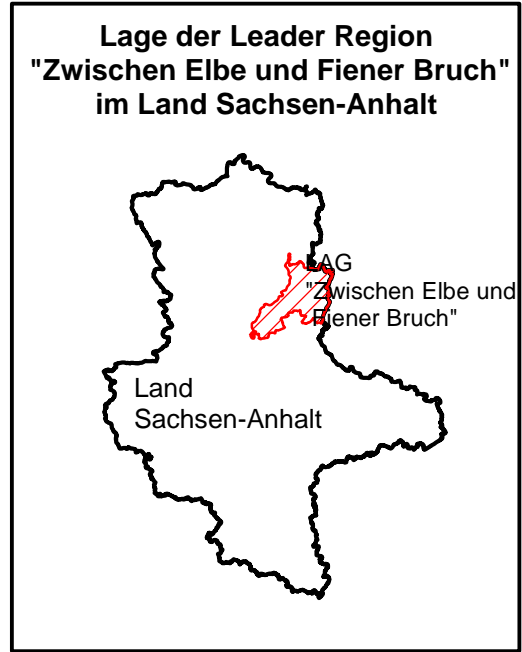 Lage der Leader Region
"Zwischen Elbe und Fiener Bruch"
im Land Sachsen-Anhalt
LAG
"Zwischen Elbe und
Fiener Bruch"
Land
Sachsen-Anhalt